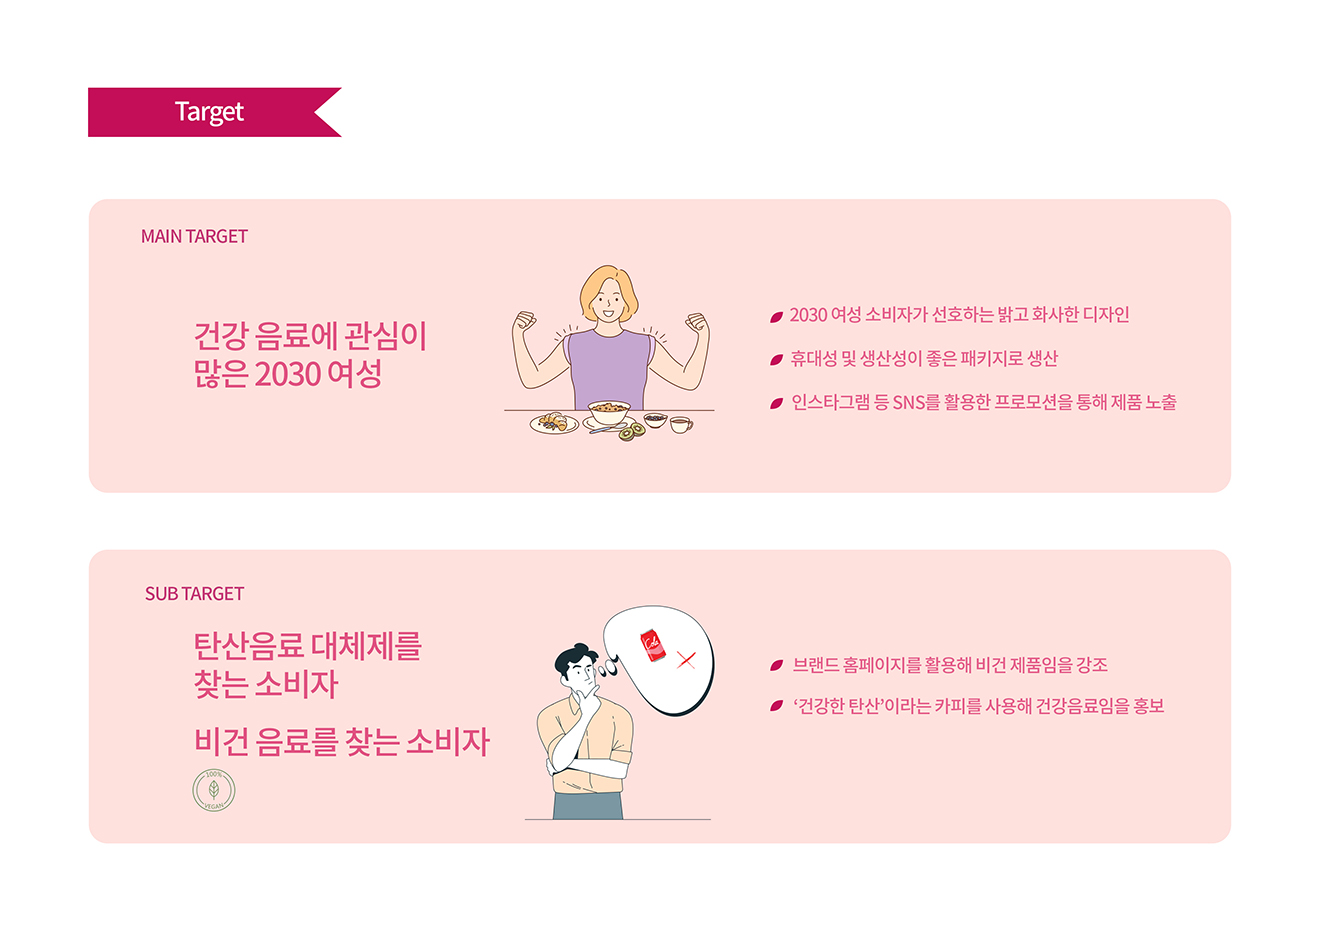 Target
MAIN TARGET
건강 음료에 관심이
많은 2030 여성
2030 여성 소비자가 선호하는 밝고 화사한 디자인
휴대성 및 생산성이 좋은 패키지로 생산
인스타그램 등 SNS를 활용한 프로모션을 통해 제품 노출
SUB TARGET
탄산음료 대체제를
찾는 소비자
비건 음료를 찾는 소비자
100%
VEGAN
브랜드 홈페이지를 활용해 비건 제품임을 강조
‘건강한 탄산’이라는 카피를 사용해 건강음료임을 홍보